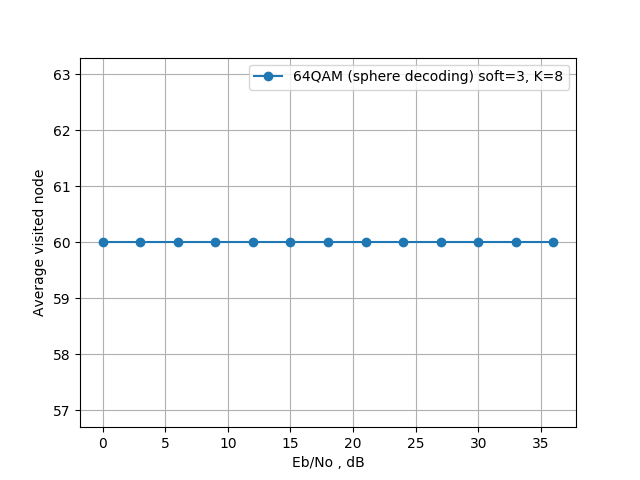 64QAM (sphere decoding) soft=3, K=8
63
62
61
60
59
58
57
Average visited node
0 5 10 15 20 25 30 35
Eb/No , dB